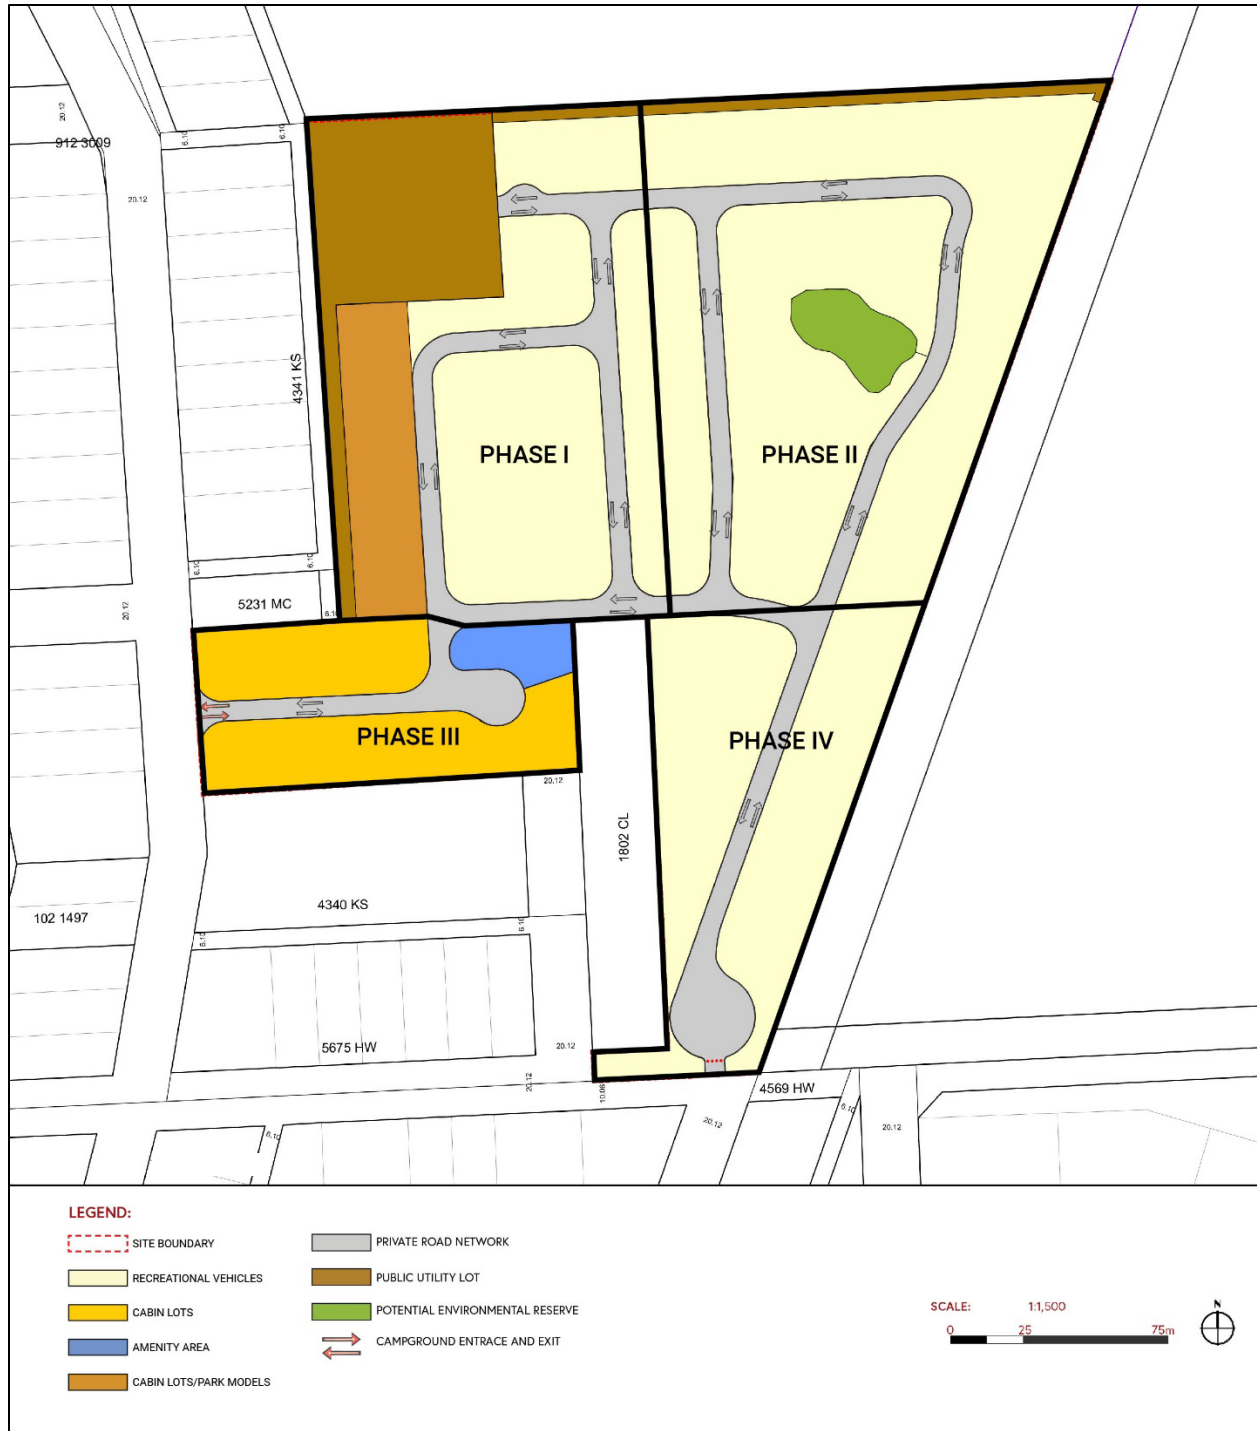 20.12
912 3009
6.10
6.10
20.12
4341 KS
PHASE I
PHASE II
6.10
6.10
20.12
5231 MC
6.10
PHASE III
PHASE IV
20.12
1802 CL
4340 KS
102 1497
6.10
6.10
5675 HW
20.12
20.12
10.06
4569 HW
6.10
6.10
20.12
20.12
LEGEND:
SITE BOUNDARY
RECREATIONAL VEHICLES
CABIN LOTS
AMENITY AREA
CABIN LOTS/PARK MODELS
PRIVATE ROAD NETWORK
PUBLIC UTILITY LOT
POTENTIAL ENVIRONMENTAL RESERVE
CAMPGROUND ENTRACE AND EXIT
SCALE: 1:1,500
0 25 75m
N